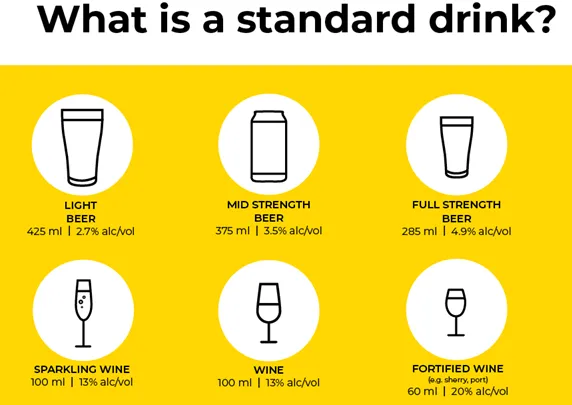 What is a standard drink?
LIGHT
BEER
425 ml | 2.7% alc/vol
MID STRENGTH
BEER
375 ml | 3.5% alc/vol
FULL STRENGTH
BEER
285 ml | 4.9% alc/vol
SPARKLING WINE
100 ml | 13% alc/vol
WINE
100 ml | 13% alc/vol
FORTIFIED WINE
(e.g. sherry, port)
60 ml | 20% alc/vol